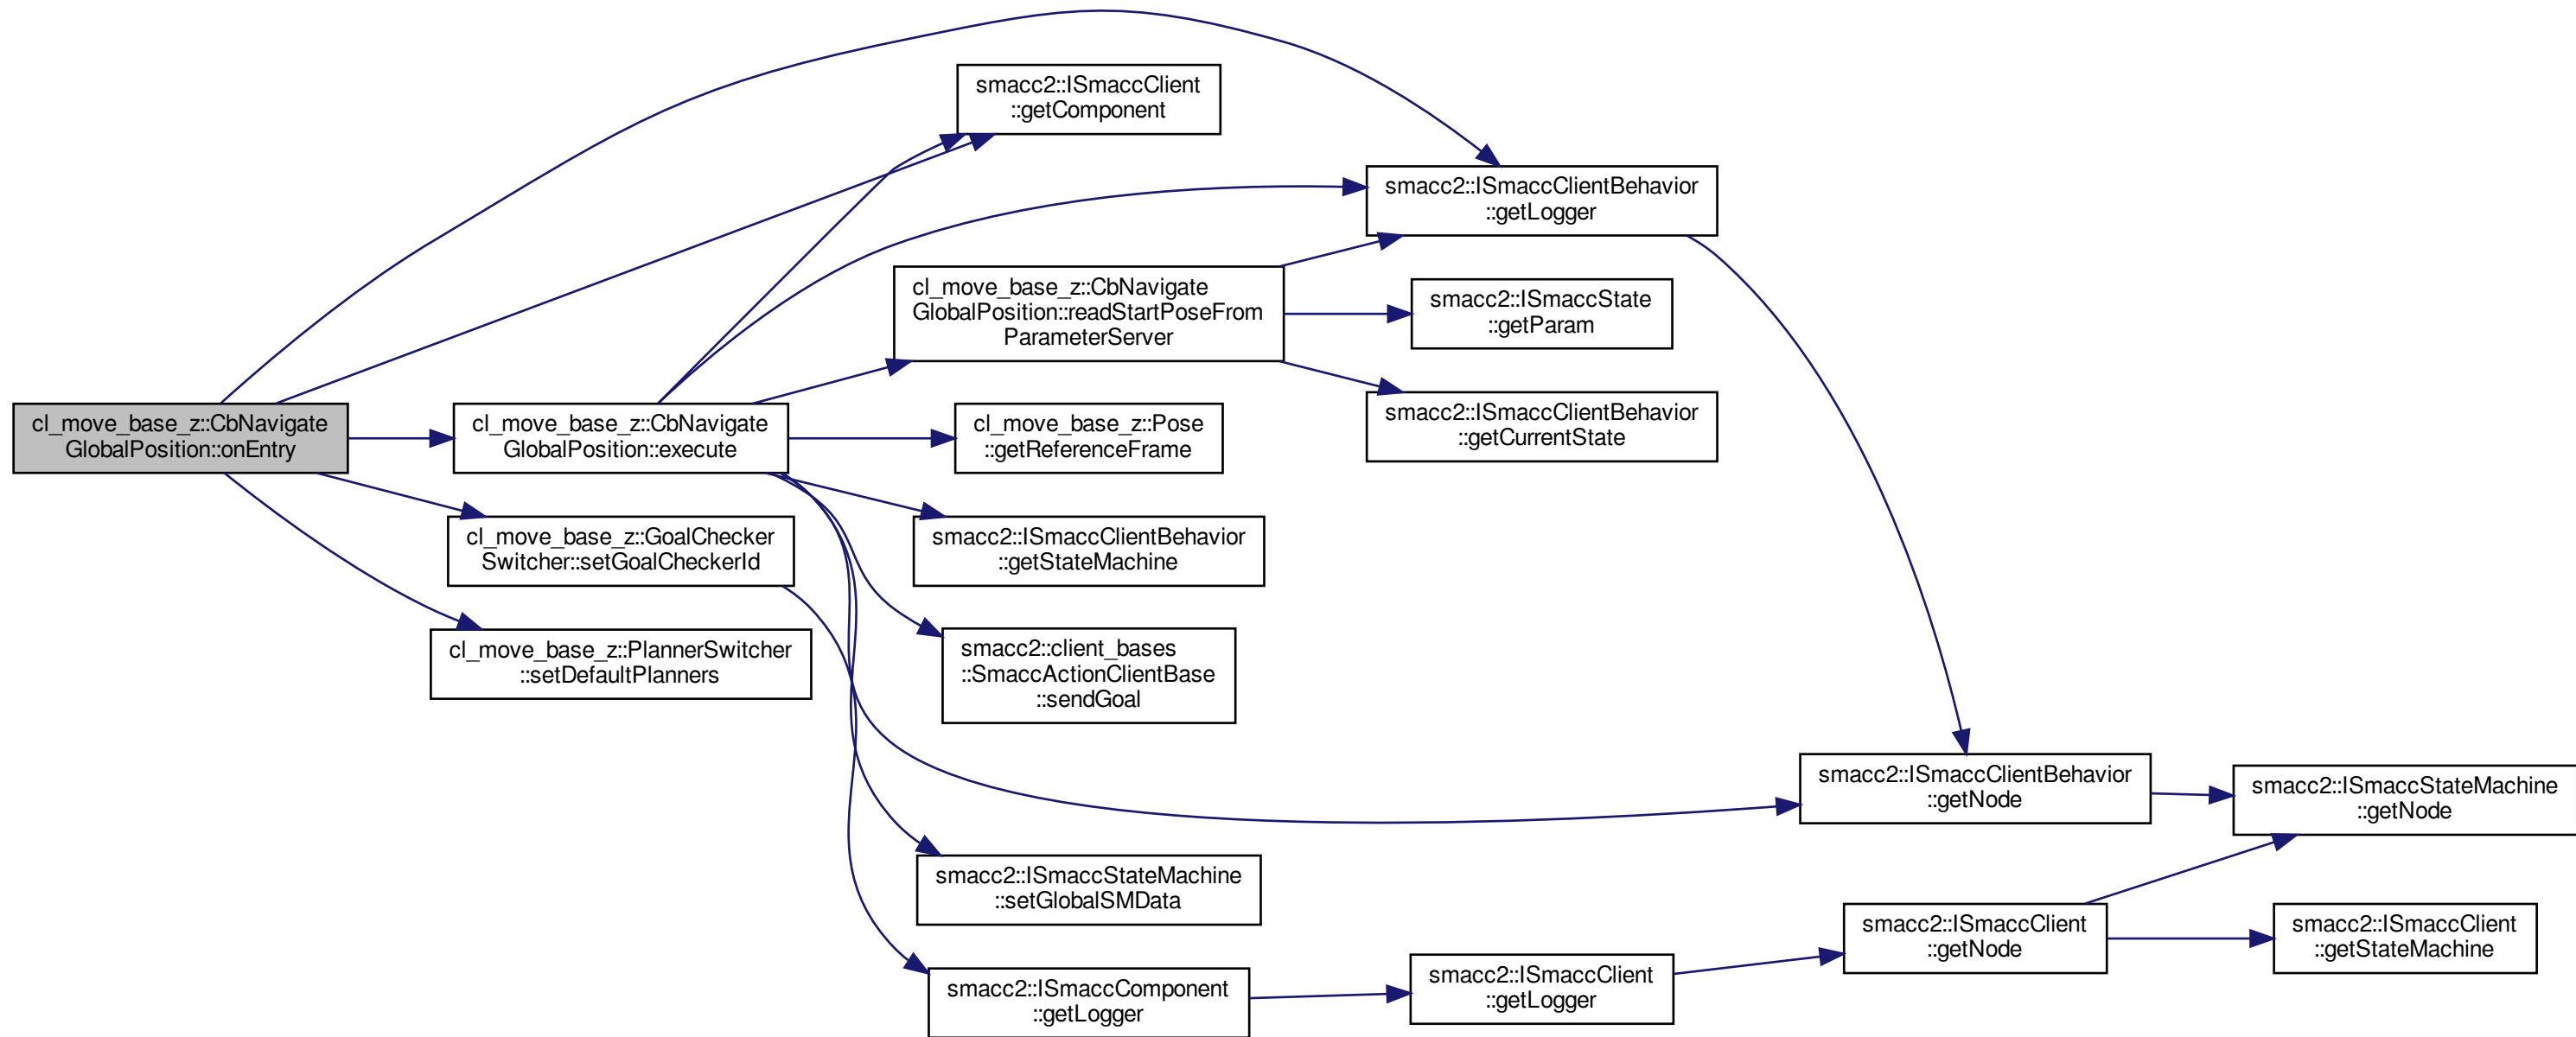 cl_move_base_z::CbNavigate
GlobalPosition::onEntry
cl_move_base_z::CbNavigate
GlobalPosition::execute
cl_move_base_z::GoalChecker
Switcher::setGoalCheckerId
cl_move_base_z::PlannerSwitcher
::setDefaultPlanners
smacc2::ISmaccClient
::getComponent
cl_move_base_z::CbNavigate
GlobalPosition::readStartPoseFrom
ParameterServer
cl_move_base_z::Pose
::getReferenceFrame
smacc2::ISmaccClientBehavior
::getStateMachine
smacc2::client_bases
::SmaccActionClientBase
::sendGoal
smacc2::ISmaccStateMachine
::setGlobalSMData
smacc2::ISmaccComponent
::getLogger
smacc2::ISmaccClientBehavior
::getLogger
smacc2::ISmaccState
::getParam
smacc2::ISmaccClientBehavior
::getCurrentState
smacc2::ISmaccClient
::getLogger
smacc2::ISmaccClientBehavior
::getNode
smacc2::ISmaccClient
::getNode
smacc2::ISmaccStateMachine
::getNode
smacc2::ISmaccClient
::getStateMachine